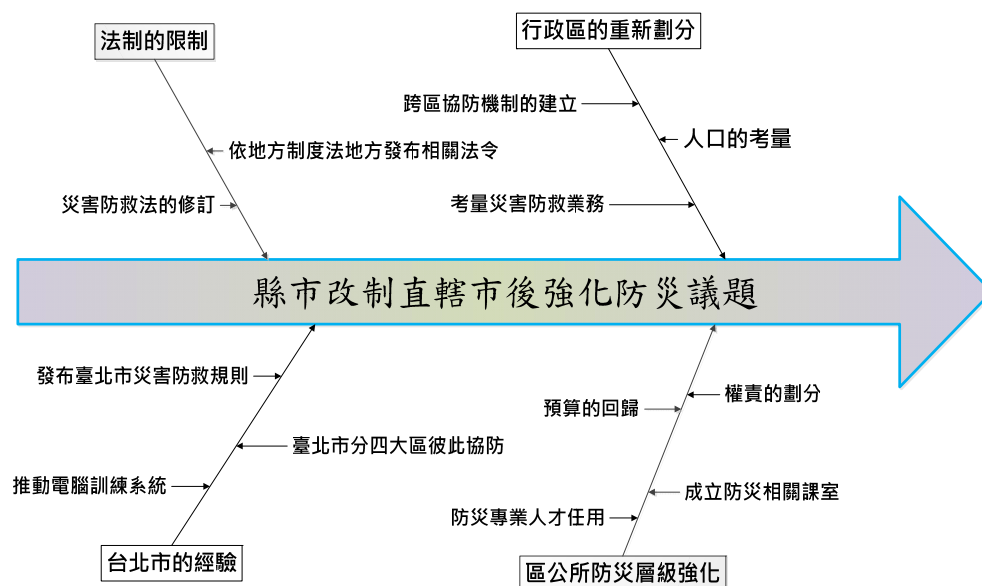 法制的限制
行政區的重新劃分
跨區協防機制的建立
人口的考量
依地方制度法地方發布相關法令
災害防救法的修訂
考量災害防救業務
縣市改制直轄市後強化防災議題
發布臺北市災害防救規則
預算的回歸
權責的劃分
臺北市分四大區彼此協防
推動電腦訓練系統
成立防災相關課室
防災專業人才任用
台北市的經驗
區公所防災層級強化